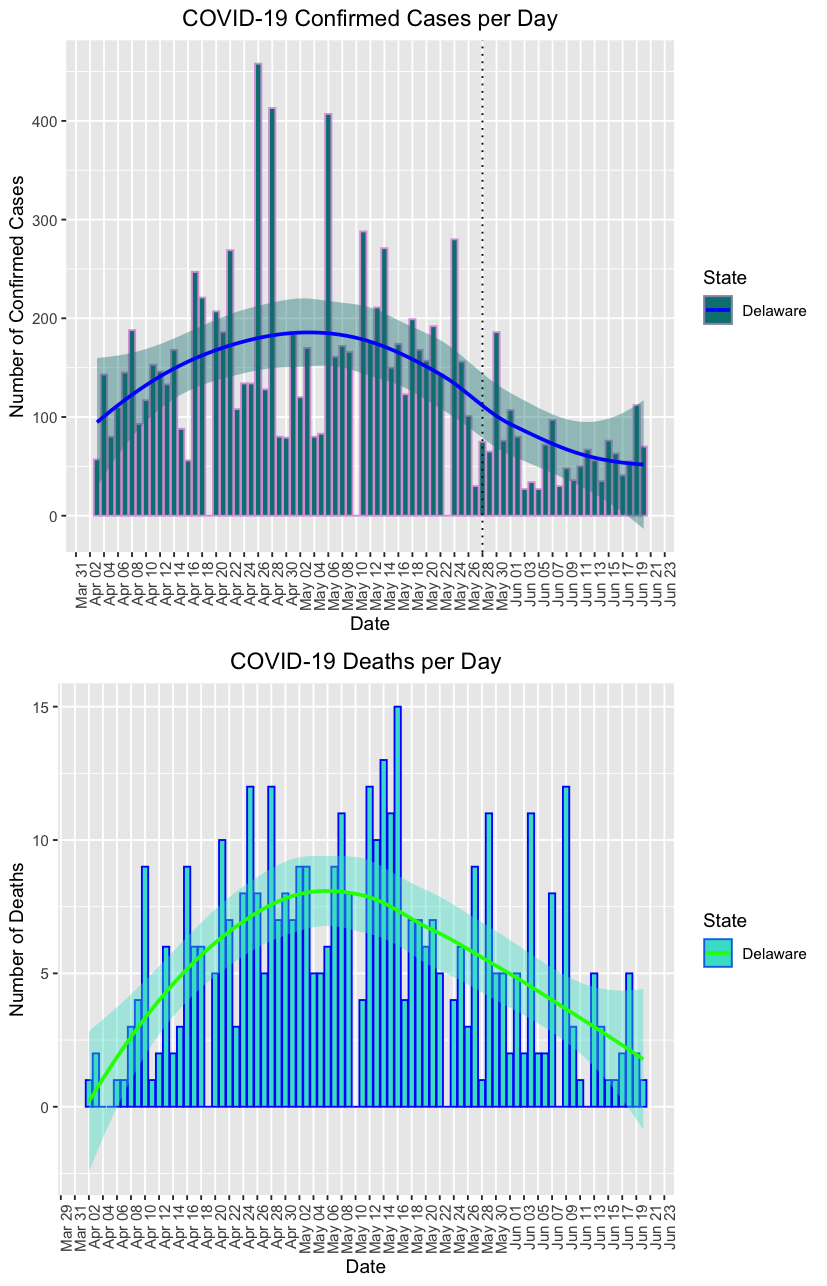 COVID-19 Confirmed Cases per Day
Number of Confirmed Cases
400
300
200
100
0
Mar 31
Apr 02
Apr 04
Apr 06
Apr 08
Apr 10
Apr 12
Apr 14
Apr 16
Apr 18
Apr 20
Apr 22
Apr 24
Apr 26
Apr 28
Apr 30
May 02
May 04
May 06
May 08
May 10
May 12
May 14
May 16
May 18
May 20
May 22
May 24
May 26
May 28
May 30
Jun 01
Jun 03
Jun 05
Jun 07
Jun 09
Jun 11
Jun 13
Jun 15
Jun 17
Jun 19
Jun 21
Jun 23
Date
State
Delaware
COVID-19 Deaths per Day
Number of Deaths
15
10
5
0
Mar 29
Mar 31
Apr 02
Apr 04
Apr 06
Apr 08
Apr 10
Apr 12
Apr 14
Apr 16
Apr 18
Apr 20
Apr 22
Apr 24
Apr 26
Apr 28
Apr 30
May 02
May 04
May 06
May 08
May 10
May 12
May 14
May 16
May 18
May 20
May 22
May 24
May 26
May 28
May 30
Jun 01
Jun 03
Jun 05
Jun 07
Jun 09
Jun 11
Jun 13
Jun 15
Jun 17
Jun 19
Jun 21
Jun 23
Date
State
Delaware